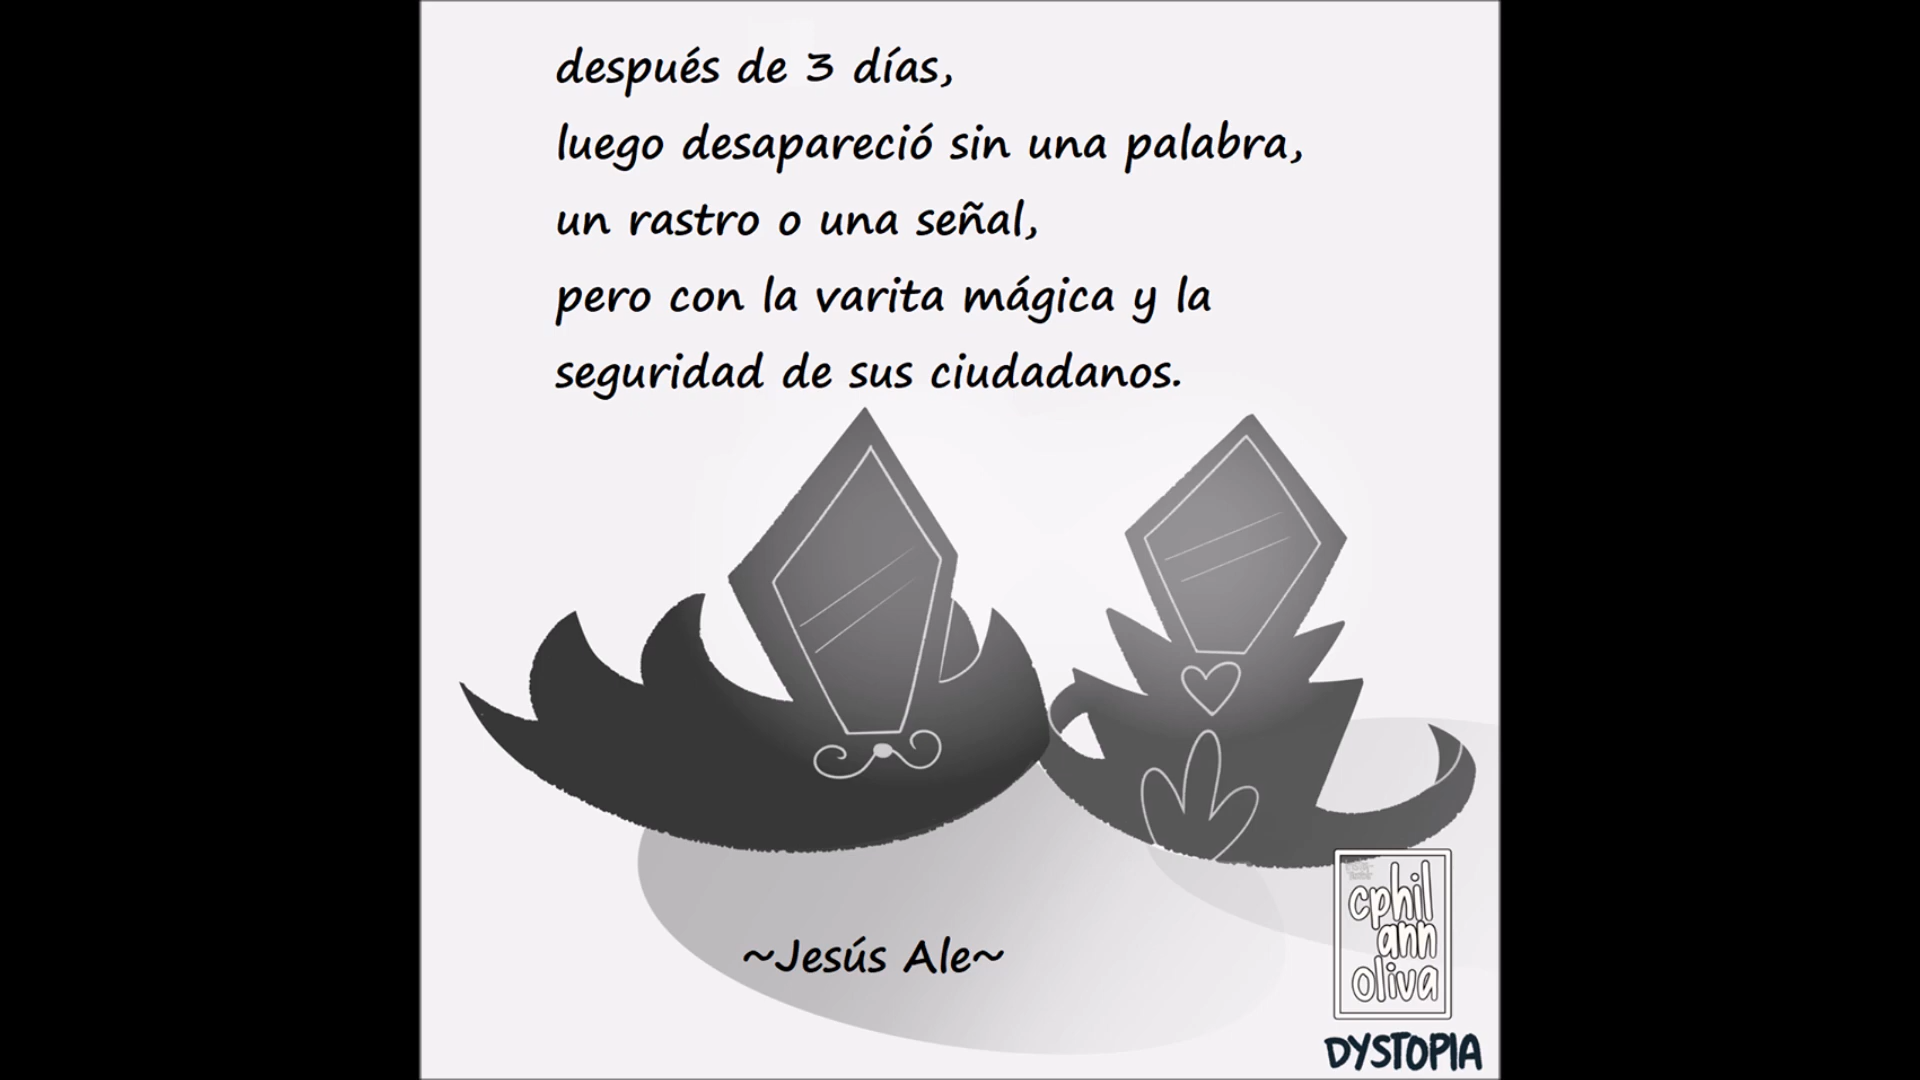 después de 3 días,
luego desapareció sin una palabra,
un rastro o una señal,
pero con la varita mágica y la
seguridad de sus ciudadanos.
~Jesús Ale~
cphil
ann
oliva
DYSTOPIA